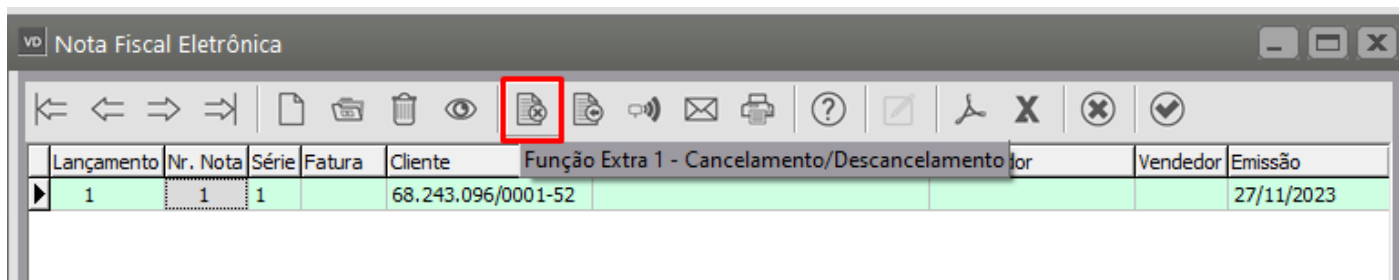 VD Nota Fiscal Eletrônica
Função Extra 1 - Cancelamento/Descancelamento
Lançamento Nr. Nota Série Fatura Cliente dor Vendedor Emissão
1 1 1 68.243.096/0001-52 27/11/2023